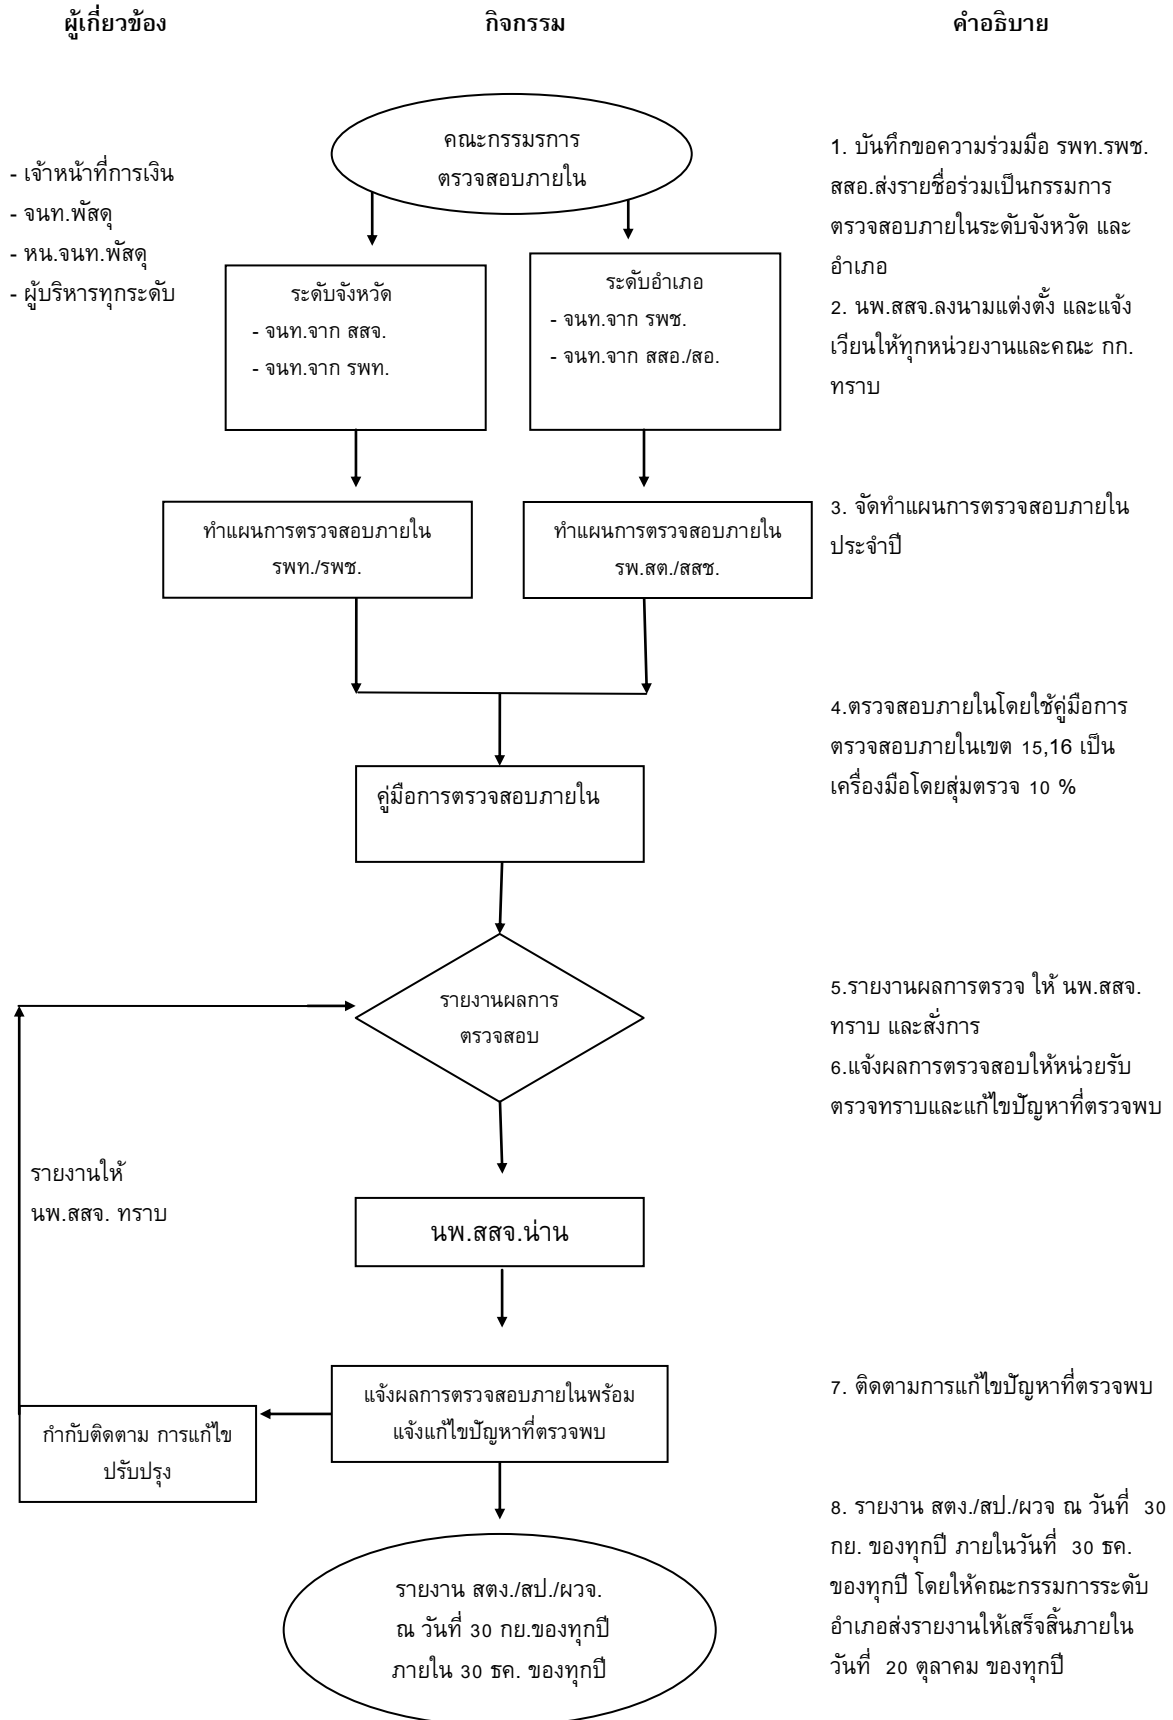 ผู้เกี่ยวข้อง
กิจกรรม
คำอธิบาย
- เจ้าหน้าที่การเงิน
- จนท.พัสดุ
- หน.จนท.พัสดุ
- ผู้บริหารทุกระดับ
คณะกรรมรการ
ตรวจสอบภายใน
1. บันทึกขอความร่วมมือ รพท.รพช.
สสอ.ส่งรายชื่อร่วมเป็นกรรมการ
ตรวจสอบภายในระดับจังหวัด และ
อำเภอ
2. นพ.สสจ.ลงนามแต่งตั้ง และแจ้ง
เวียนให้ทุกหน่วยงานและคณะ กก.
ทราบ
ระดับจังหวัด
- จนท.จาก สสจ.
- จนท.จาก รพท.
ระดับอำเภอ
- จนท.จาก รพช.
- จนท.จาก สสอ./สอ.
ทำแผนการตรวจสอบภายใน
รพท./รพช.
ทำแผนการตรวจสอบภายใน
รพ.สต./สสช.
3. จัดทำแผนการตรวจสอบภายใน
ประจำปี
4.ตรวจสอบภายในโดยใช้คู่มือการ
ตรวจสอบภายในเขต 15,16 เป็น
เครื่องมือโดยสุ่มตรวจ 10 %
คู่มือการตรวจสอบภายใน
รายงานผลการ
ตรวจสอบ
5.รายงานผลการตรวจ ให้ นพ.สสจ.
ทราบ และสั่งการ
6.แจ้งผลการตรวจสอบให้หน่วยรับ
ตรวจทราบและแก้ไขปัญหาที่ตรวจพบ
รายงานให้
นพ.สสจ. ทราบ
นพ.สสจ.น่าน
แจ้งผลการตรวจสอบภายในพร้อม
แจ้งแก้ไขปัญหาที่ตรวจพบ
7. ติดตามการแก้ไขปัญหาที่ตรวจพบ
กำกับติดตาม การแก้ไข
ปรับปรุง
8. รายงาน สตง./สป./ผวจ ณ วันที่ 30
กย. ของทุกปี ภายในวันที่ 30 ธค.
ของทุกปี โดยให้คณะกรรมการระดับ
อำเภอส่งรายงานให้เสร็จสิ้นภายใน
วันที่ 20 ตุลาคม ของทุกปี
รายงาน สตง./สป./ผวจ.
ณ วันที่ 30 กย.ของทุกปี
ภายใน 30 ธค. ของทุกปี